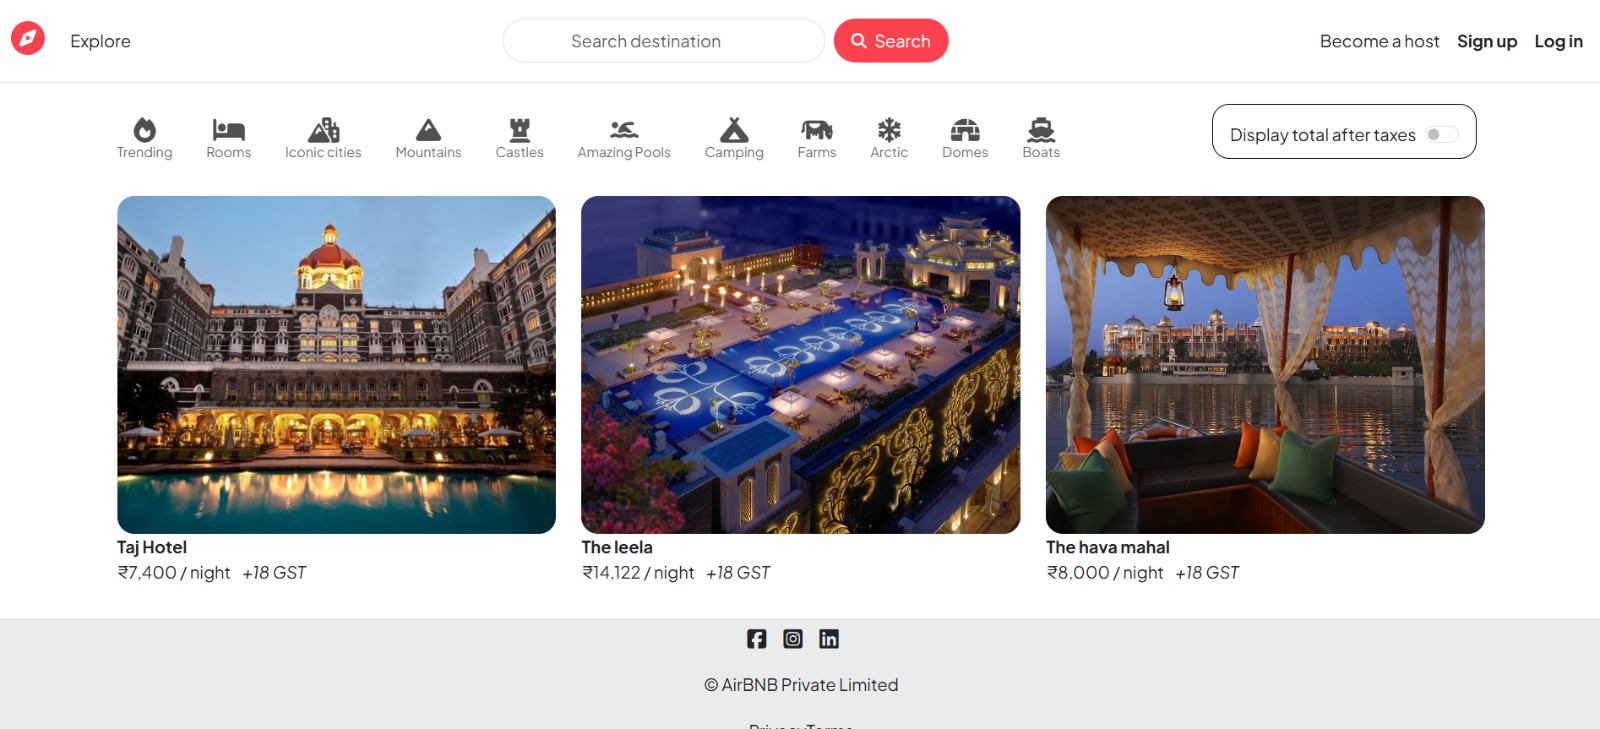 Explore
Search destination
Search
Become a host
Sign up
Log in
Trending
Rooms
Iconic cities
Mountains
Castles
Amazing Pools
Camping
Farms
Arctic
Domes
Boats
Display total after taxes
Taj Hotel
₹7,400 / night +18 GST
The leela
₹14,122 / night +18 GST
The hava mahal
₹8,000 / night +18 GST
© AirBNB Private Limited
PrivacyTerms